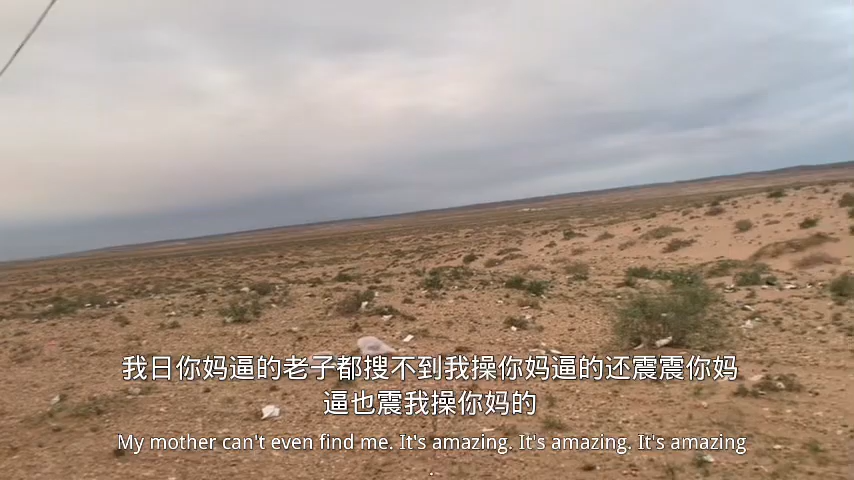 我日你妈逼的老子都搜不到我操你妈逼的还震震你妈
逼也震我操你妈的
My mother can't even find me. It's amazing. It's amazing. It's amazing